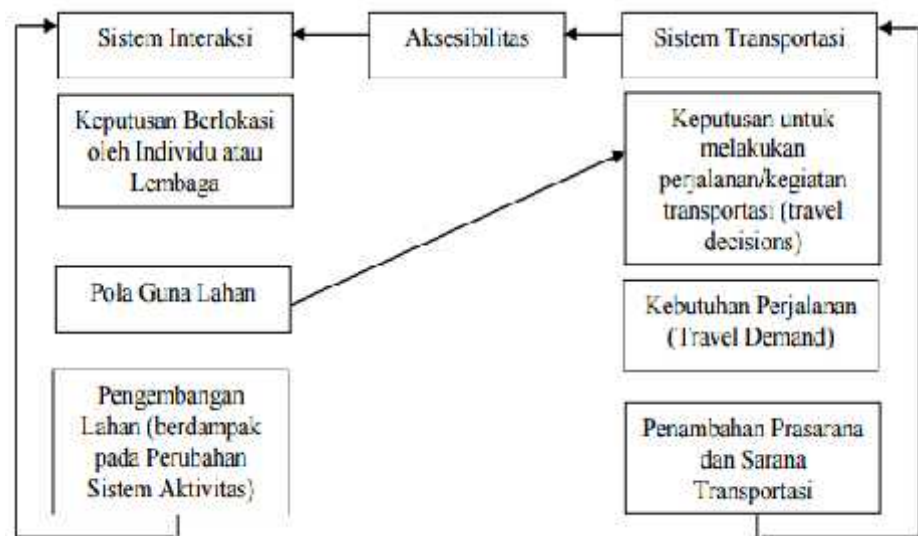 Sistem Interaksi
Aksesibilitas
Sistem Transportasi
Keputusan Berlokasi
oleh Individu atau
Lembaga
Keputusan untuk
melakukan
perjalanan/kegiatan
transportasi (travel
decisions)
Pola Guna Lahan
Kebutuhan Perjalanan
(Travel Demand)
Pengembangan
Lahan (berdampak
pada Perubahan
Sistem Aktivitas)
Penambahan Prasarana
dan Sarana
Transportasi